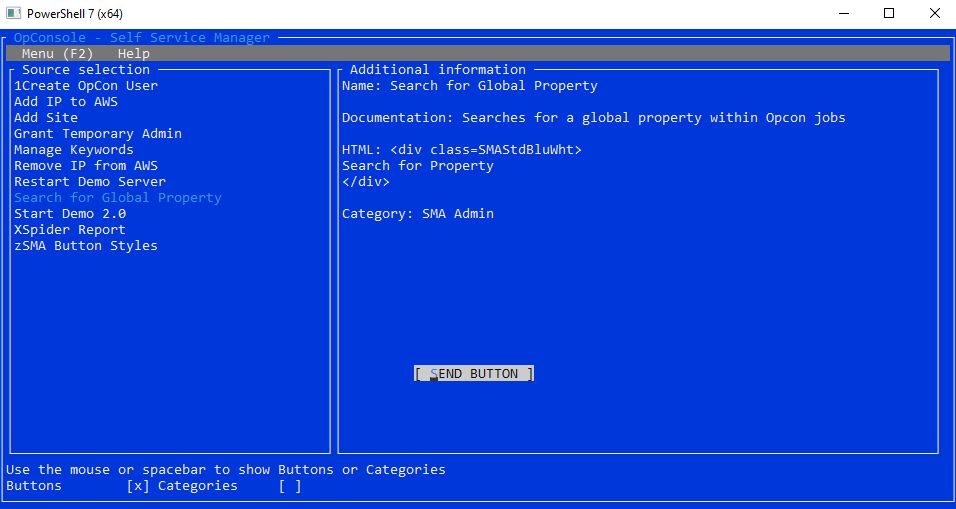 PowerShell 7 (x64)
OpConsole - Self Service Manager
Menu (F2) Help
Source selection
1Create OpCon User
Add IP to AWS
Add Site
Grant Temporary Admin
Manage Keywords
Remove IP from AWS
Restart Demo Server
Search for Global Property
Start Demo 2.0
XSpider Report
zSMA Button Styles
Additional information
Name: Search for Global Property
Documentation: Searches for a global property within Opcon jobs
HTML: <div class=SMAStdBluWht>
Search for Property
</div>
Category: SMA Admin
[ SEND BUTTON ]
Use the mouse or spacebar to show Buttons or Categories
Buttons [x] Categories [ ]